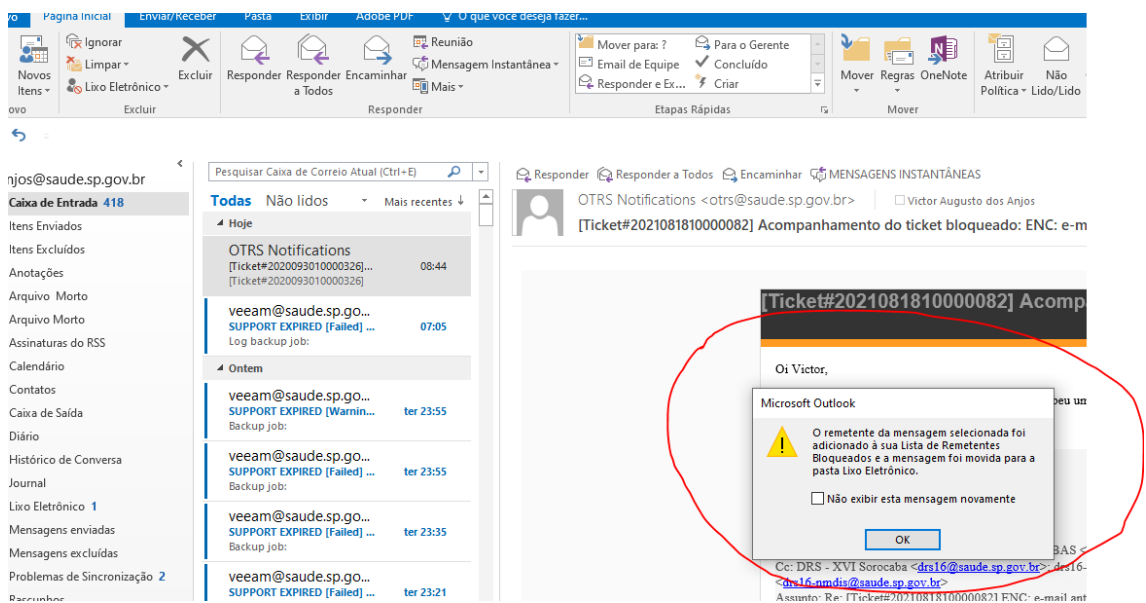 vo Página Inicial Enviar/Receber Pasta Exibir Adobe PDF O que você deseja fazer...
Ignorar
Limpar
Lixo Eletrônico
Novos
Itens
Excluir
Responder Responder Encaminhar
a Todos
Reunião
Mensagem Instantânea
Mais
Mover para: ?
Email de Equipe
Responder e Ex...
Para o Gerente
Concluído
Criar
Mover Regras OneNote
Atribuir
Política
Não
Lido/Lido
ovo Excluir Responder Etapas Rápidas Mover
njos@saude.sp.gov.br
Caixa de Entrada 418
Itens Enviados
Itens Excluídos
Anotações
Arquivo Morto
Arquivo Morto
Assinaturas do RSS
Calendário
Contatos
Caixa de Saída
Diário
Histórico de Conversa
Journal
Lixo Eletrônico 1
Mensagens enviadas
Mensagens excluídas
Problemas de Sincronização 2
Rascunhos
Pesquisar Caixa de Correio Atual (Ctrl+E)
Todas Não lidos Mais recentes ↓
Hoje
OTRS Notifications
[Ticket#2020093010000326]... 08:44
[Ticket#2020093010000326]
veeam@saude.sp.go...
SUPPORT EXPIRED [Failed] ... 07:05
Log backup job:
Ontem
veeam@saude.sp.go...
SUPPORT EXPIRED [Warnin... ter 23:55
Backup job:
veeam@saude.sp.go...
SUPPORT EXPIRED [Failed] ... ter 23:55
Backup job:
veeam@saude.sp.go...
SUPPORT EXPIRED [Failed] ... ter 23:35
Backup job:
veeam@saude.sp.go...
SUPPORT EXPIRED [Failed] ... ter 23:21
Responder Responder a Todos Encaminhar MENSAGENS INSTANTÂNEAS
OTRS Notifications <otrs@saude.sp.gov.br> Victor Augusto dos Anjos
[Ticket#2021081810000082] Acompanhamento do ticket bloqueado: ENC: e-m
[Ticket#2021081810000082] Acomp
Oi Victor,
beu um
Microsoft Outlook
O remetente da mensagem selecionada foi
adicionado à sua Lista de Remetentes
Bloqueados e a mensagem foi movida para a
pasta Lixo Eletrônico.
Não exibir esta mensagem novamente
OK
BAS <
Cc: DRS - XVI Sorocaba <drs16@saude.sp.gov.br>; drs16-
<drs16-nmdis@saude.sp.gov.br>
Assunto: Re: [Ticket#2021081810000082] ENC: e-mail ant